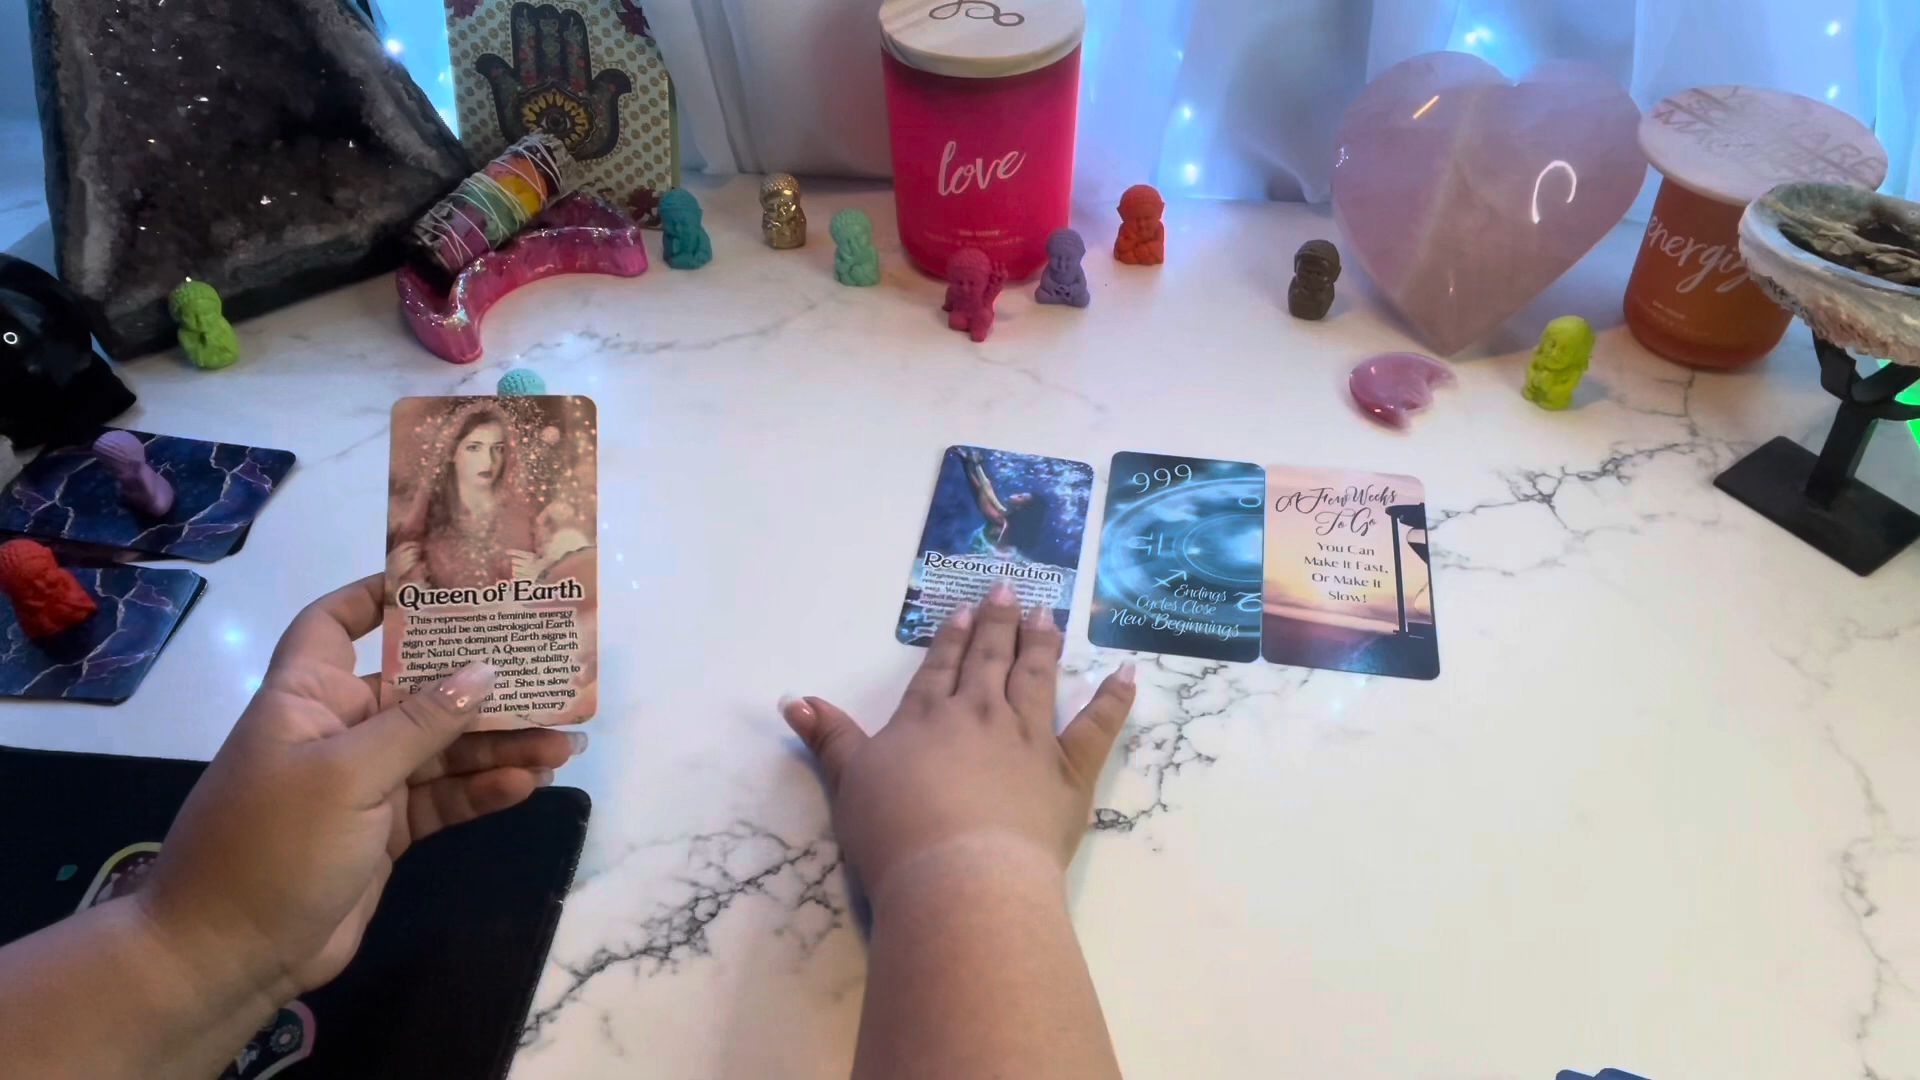 love
energizi
Queen of Earth
This represents a feminine energy
who could be an astrological Earth
sign or have dominant Earth signs in
their Natal Chart. A Queen of Earth
displays traits of loyalty, stability,
grounded, down to
She is slow
and unwavering
and loves luxury
Reconciliation
999
Endings
Cycles Close
New Beginnings
A Few Weeks
To Go
You Can
Make It Fast,
Or Make It
Slow!